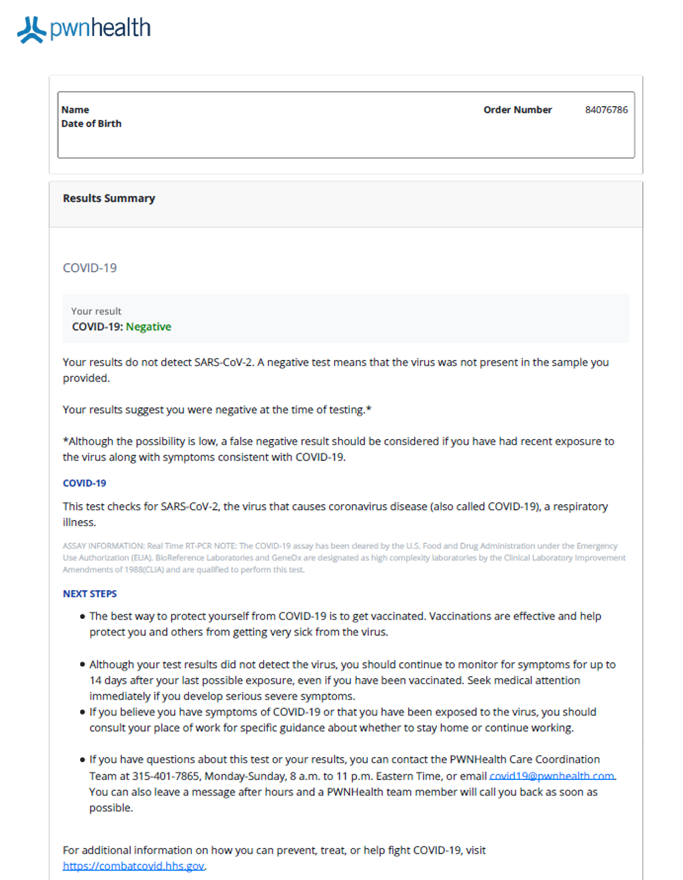 pwnhealth
Name Order Number 84076786
Date of Birth
Results Summary
COVID-19
Your result
COVID-19: Negative
Your results do not detect SARS-CoV-2. A negative test means that the virus was not present in the sample you
provided.
Your results suggest you were negative at the time of testing.*
*Although the possibility is low, a false negative result should be considered if you have had recent exposure to
the virus along with symptoms consistent with COVID-19.
COVID-19
This test checks for SARS-CoV-2, the virus that causes coronavirus disease (also called COVID-19), a respiratory
illness.
ASSAY INFORMATION: Real Time RT-PCR NOTE: The COVID-19 assay has been cleared by the U.S. Food and Drug Administration under the Emergency
Use Authorization (EUA). BioReference Laboratories and GeneDx are designated as high complexity laboratories by the Clinical Laboratory Improvement
Amendments of 1988(CLIA) and are qualified to perform this test.
NEXT STEPS
• The best way to protect yourself from COVID-19 is to get vaccinated. Vaccinations are effective and help
protect you and others from getting very sick from the virus.
• Although your test results did not detect the virus, you should continue to monitor for symptoms for up to
14 days after your last possible exposure, even if you have been vaccinated. Seek medical attention
immediately if you develop serious severe symptoms.
• If you believe you have symptoms of COVID-19 or that you have been exposed to the virus, you should
consult your place of work for specific guidance about whether to stay home or continue working.
• If you have questions about this test or your results, you can contact the PWNHealth Care Coordination
Team at 315-401-7865, Monday-Sunday, 8 a.m. to 11 p.m. Eastern Time, or email covid19@pwnhealth.com.
You can also leave a message after hours and a PWNHealth team member will call you back as soon as
possible.
For additional information on how you can prevent, treat, or help fight COVID-19, visit
https://combatcovid.hhs.gov.